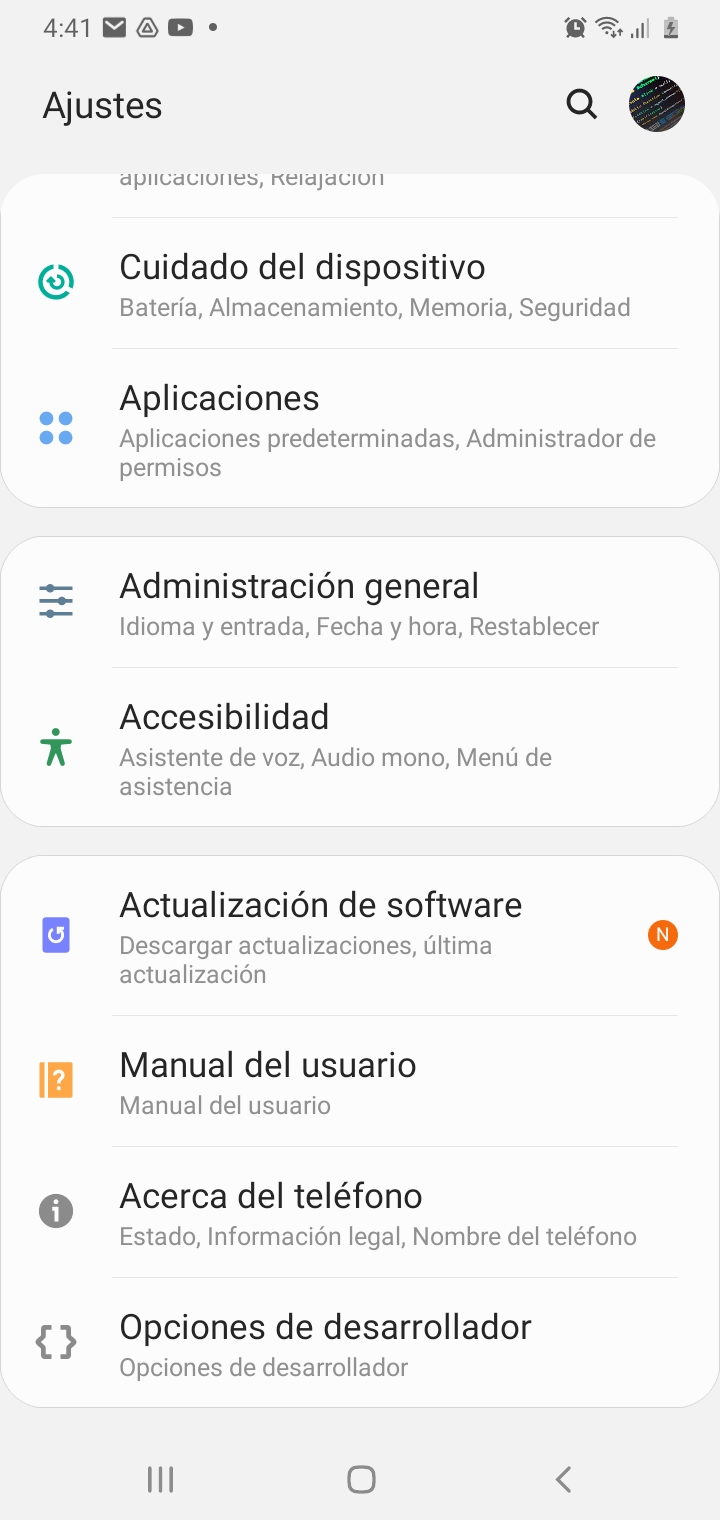 4:41
Ajustes
aplicaciones, Relajación
Cuidado del dispositivo
Batería, Almacenamiento, Memoria, Seguridad
Aplicaciones
Aplicaciones predeterminadas, Administrador de
permisos
Administración general
Idioma y entrada, Fecha y hora, Restablecer
Accesibilidad
Asistente de voz, Audio mono, Menú de
asistencia
Actualización de software
N
Descargar actualizaciones, última
actualización
Manual del usuario
Manual del usuario
Acerca del teléfono
Estado, Información legal, Nombre del teléfono
Opciones de desarrollador
Opciones de desarrollador